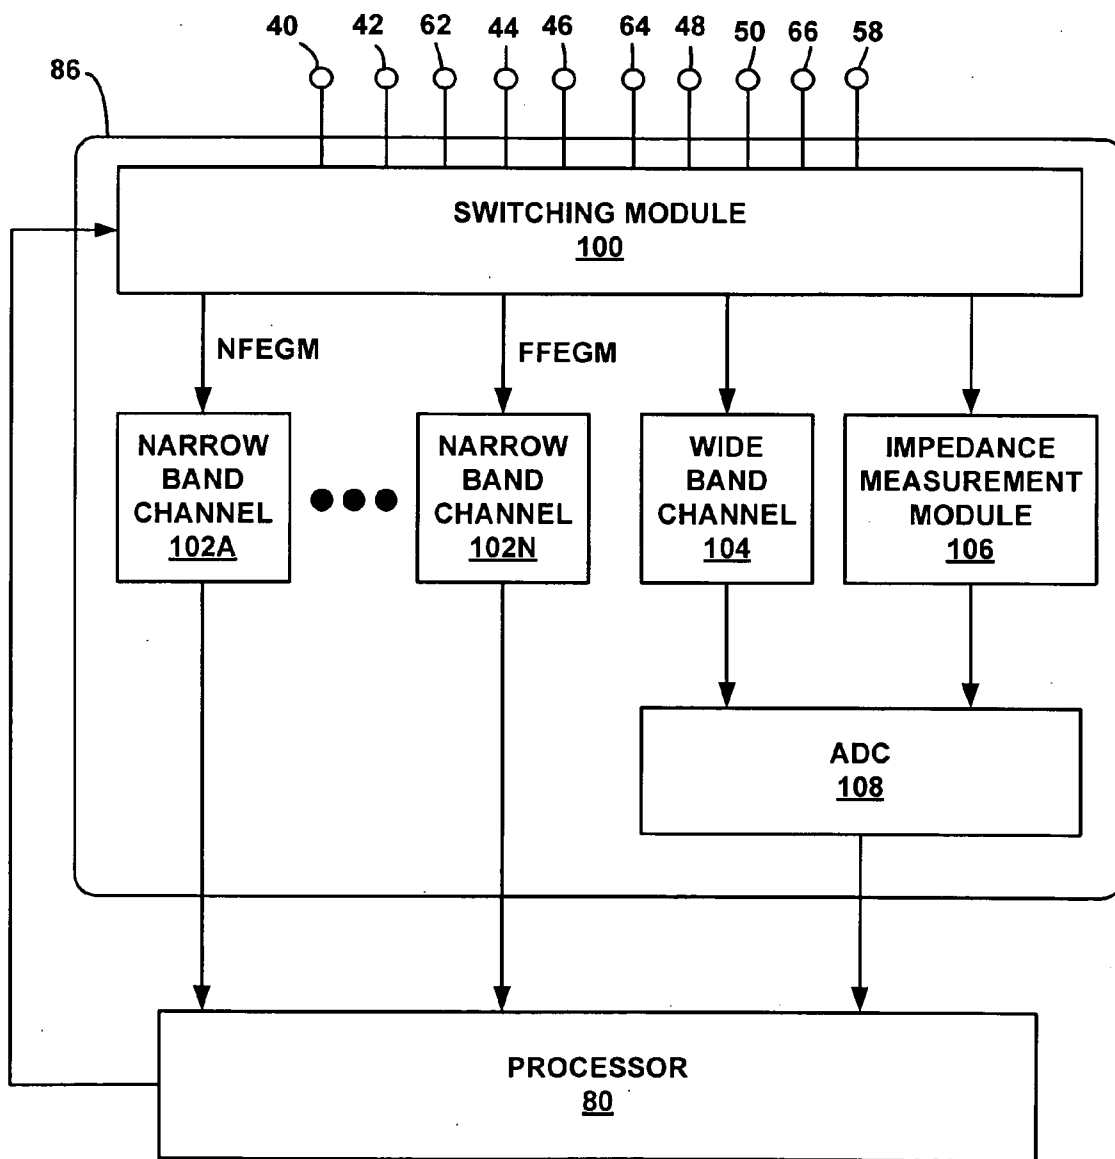 40 42 62 44 46 64 48 50 66 58
86
SWITCHING MODULE
100
NFEGM
FFEGM
NARROW
BAND
CHANNEL
102A
NARROW
BAND
CHANNEL
102N
WIDE
BAND
CHANNEL
104
IMPEDANCE
MEASUREMENT
MODULE
106
ADC
108
PROCESSOR
80